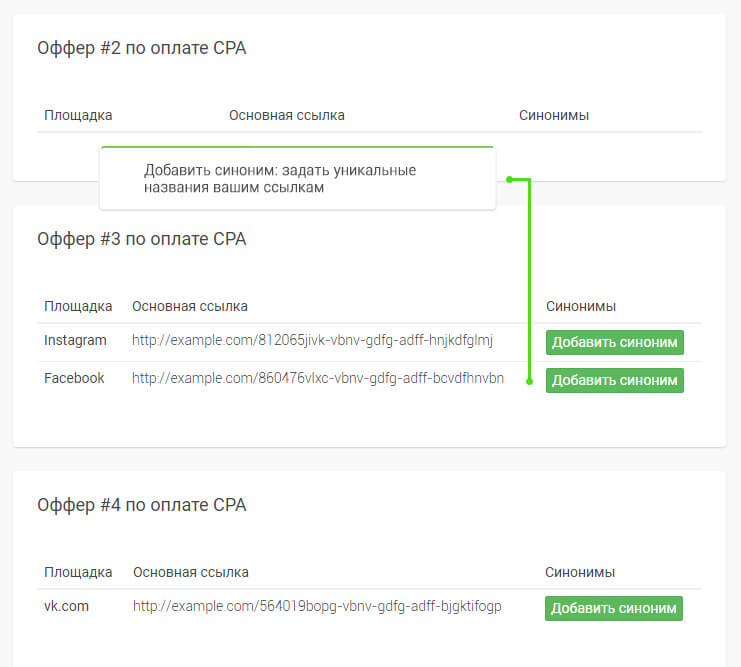 Оффер #2 по оплате CPA
Площадка Основная ссылка Синонимы
Добавить синоним: задать уникальные
названия вашим ссылкам
Оффер #3 по оплате CPA
Площадка Основная ссылка Синонимы
Instagram http://example.com/812065jivk-vbnv-gdfg-adff-hnjkdfglmj Добавить синоним
Facebook http://example.com/860476vlxc-vbnv-gdfg-adff-bcvdfhnvbn Добавить синоним
Оффер #4 по оплате CPA
Площадка Основная ссылка Синонимы
vk.com http://example.com/564019bopg-vbnv-gdfg-adff-bjgktifogp Добавить синоним